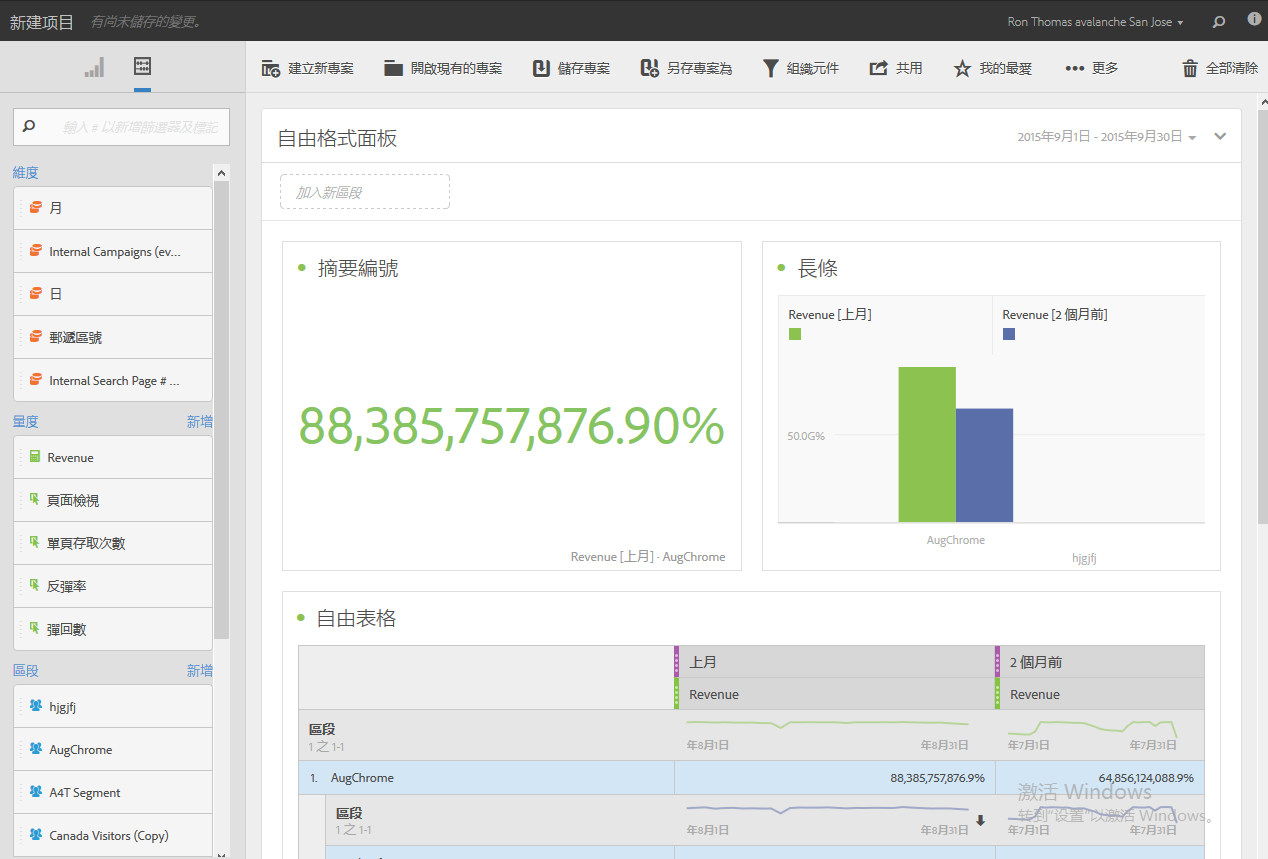 新建项目 有尚未儲存的變更。
Ron Thomas avalanche San Jose
建立新專案 開啟現有的專案 儲存專案 另存專案為 組織元件 共用 我的最愛 更多 全部清除
輸入 # 以新增篩選器及標記
維度
月
Internal Campaigns (ev...
日
郵遞區號
Internal Search Page # ...
量度 新增
Revenue
頁面檢視
單頁存取次數
反彈率
彈回數
區段 新增
hjgjfj
AugChrome
A4T Segment
Canada Visitors (Copy)
自由格式面板
2015年9月1日 - 2015年9月30日
加入新區段
摘要編號
88,385,757,876.90%
Revenue [上月] · AugChrome
長條
Revenue [上月] Revenue [2 個月前]
50.0G%
AugChrome
hjgjfj
自由表格
上月 2 個月前
Revenue Revenue
區段
1 之 1-1
年8月1日 年8月31日 年7月1日 年7月31日
1. AugChrome 88,385,757,876.9% 64,856,124,088.9%
區段
1 之 1-1
年8月1日 年8月31日 年7月1日 年7月31日
激活 Windows
转到"设置"以激活 Windows。